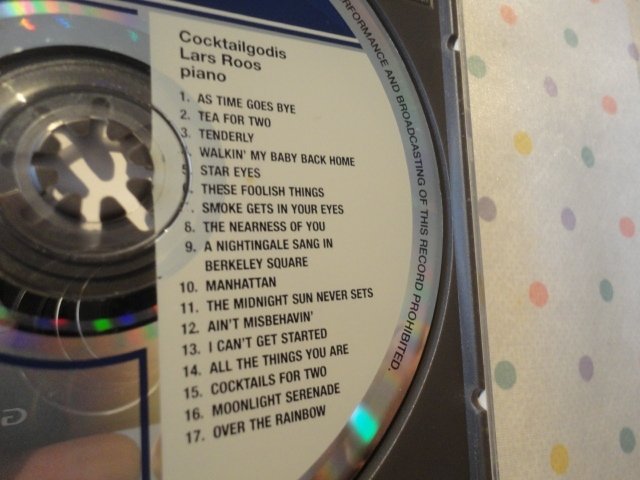 Cocktailgodis
Lars Roos
piano
1. AS TIME GOES BYE
2. TEA FOR TWO
3. TENDERLY
4. WALKIN' MY BABY BACK HOME
5. STAR EYES
6. THESE FOOLISH THINGS
7. SMOKE GETS IN YOUR EYES
8. THE NEARNESS OF YOU
9. A NIGHTINGALE SANG IN
BERKELEY SQUARE
10. MANHATTAN
11. THE MIDNIGHT SUN NEVER SETS
12. AIN'T MISBEHAVIN'
13. I CAN'T GET STARTED
14. ALL THE THINGS YOU ARE
15. COCKTAILS FOR TWO
16. MOONLIGHT SERENADE
17. OVER THE RAINBOW
RFORMANCE AND BROADCASTING OF THIS RECORD PROHIBITED.